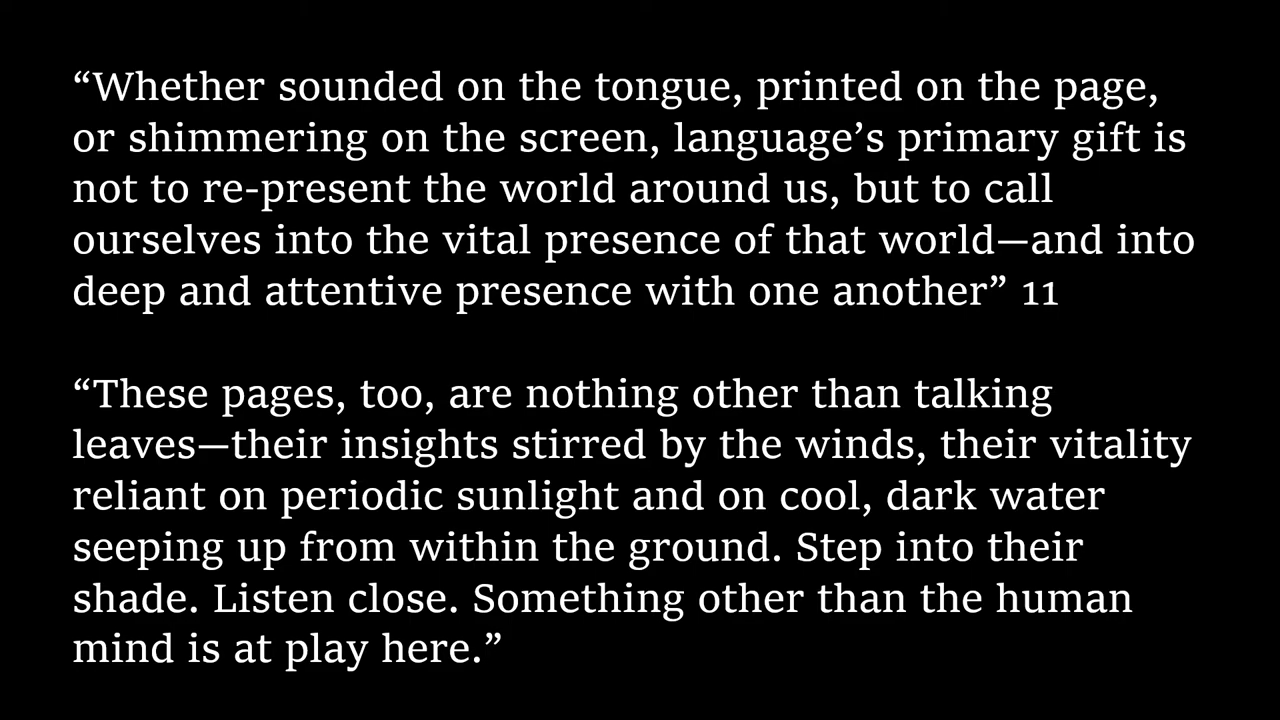 “Whether sounded on the tongue, printed on the page,
or shimmering on the screen, language’s primary gift is
not to re-present the world around us, but to call
ourselves into the vital presence of that world—and into
deep and attentive presence with one another” 11
“These pages, too, are nothing other than talking
leaves—their insights stirred by the winds, their vitality
reliant on periodic sunlight and on cool, dark water
seeping up from within the ground. Step into their
shade. Listen close. Something other than the human
mind is at play here.”